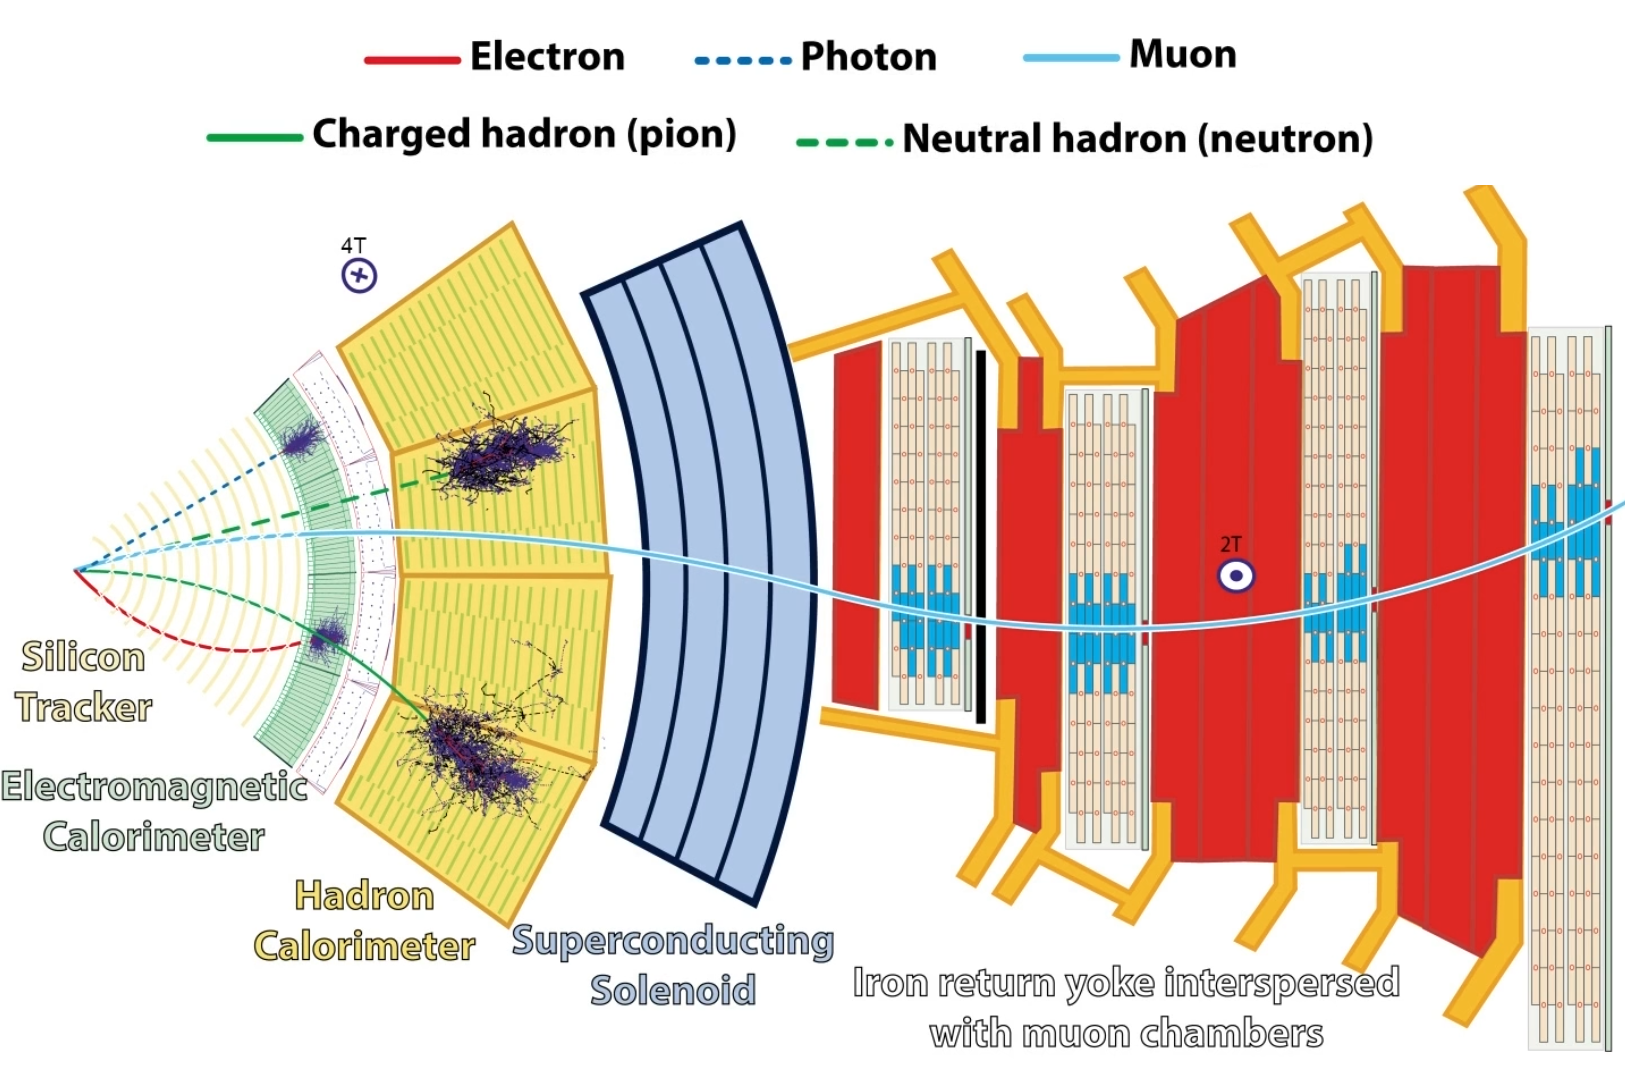 Electron Photon Muon
Charged hadron (pion) Neutral hadron (neutron)
4T
2T
Silicon
Tracker
Electromagnetic
Calorimeter
Hadron
Calorimeter
Superconducting
Solenoid
Iron return yoke interspersed
with muon chambers